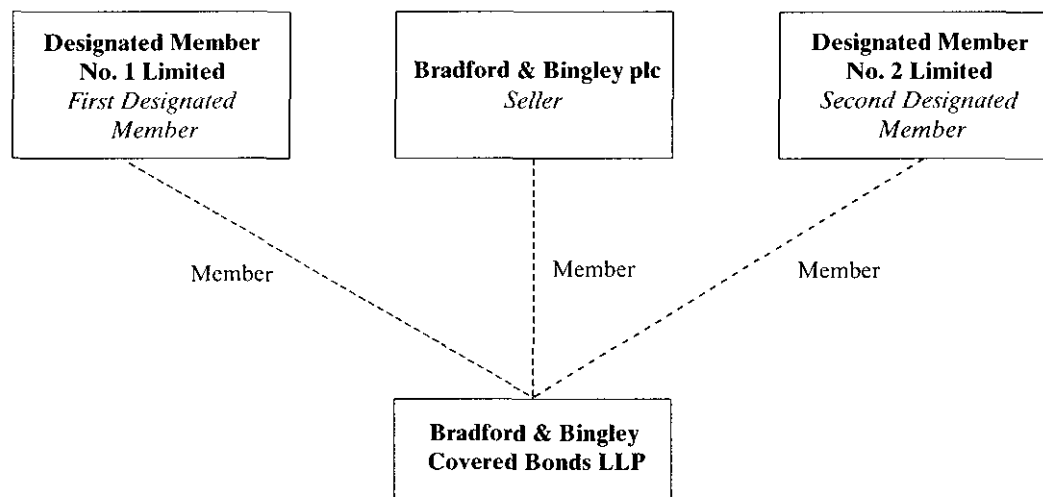 Designated Member
No. 1 Limited
First Designated
Member
Bradford & Bingley plc
Seller
Designated Member
No. 2 Limited
Second Designated
Member
Member
Member
Member
Bradford & Bingley
Covered Bonds LLP